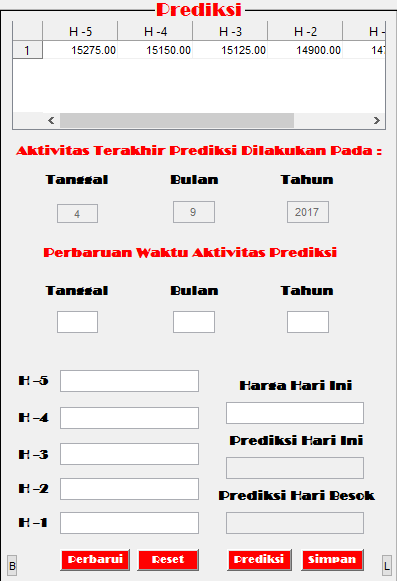 Prediksi
H -5 H -4 H -3 H -2 H -
1 15275.00 15150.00 15125.00 14900.00 147
Aktivitas Terakhir Prediksi Dilakukan Pada :
Tanggal Bulan Tahun
4 9 2017
Perbaruan Waktu Aktivitas Prediksi
Tanggal Bulan Tahun
H -5
Harga Hari Ini
H -4
Prediksi Hari Ini
H -3
H -2
Prediksi Hari Besok
H -1
B Perbarui Reset Prediksi Simpan L